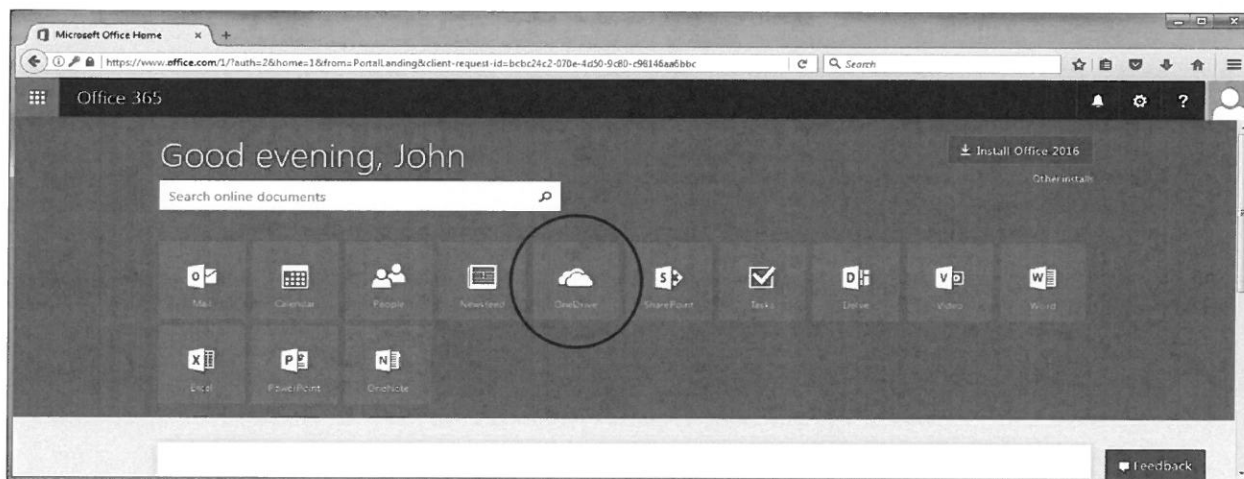 Microsoft Office Home
https://www.office.com/1/?auth=2&home=1&from=PortalLanding&client-request-id=bcbc24c2-070e-4d50-9c80-c98146aa6bbc
Search
Office 365
?
Good evening, John
Install Office 2016
Other installs
Search online documents
Mail Calendar People Newsfeed OneDrive SharePoint Tasks Delve Video Word
Excel PowerPoint OneNote
Feedback